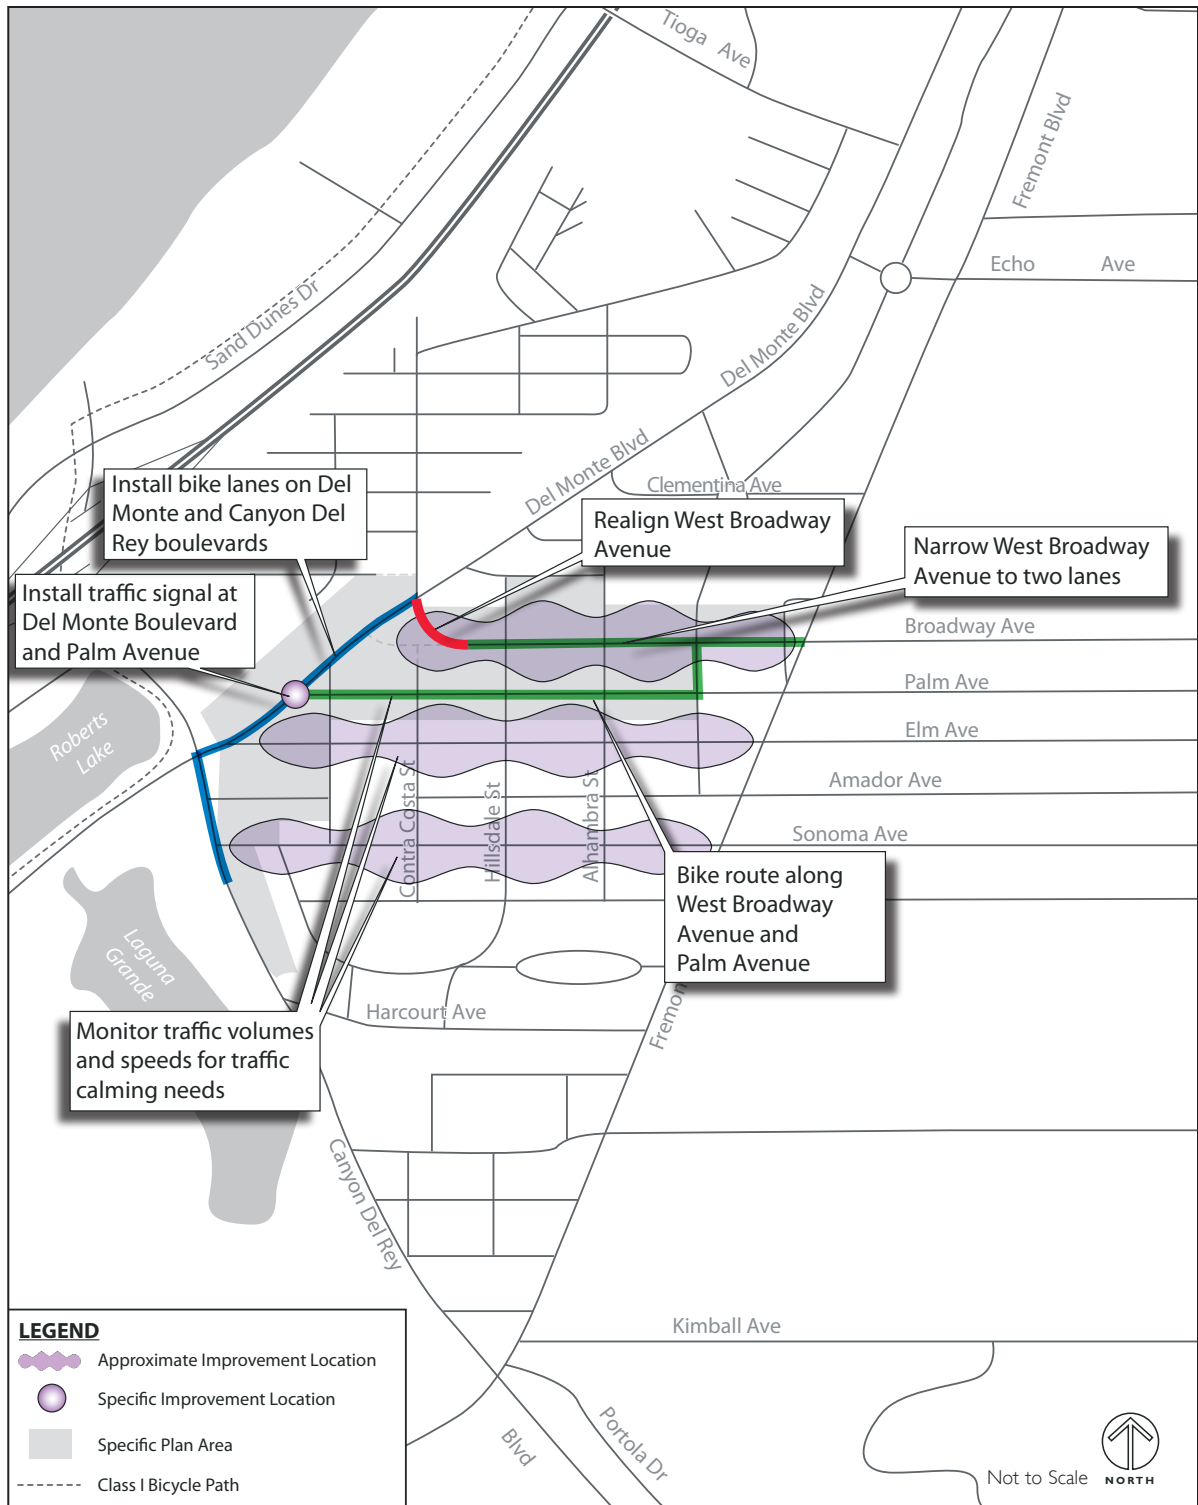 Tioga Ave
Fremont Blvd
Echo Ave
Sand Dunes Dr
Del Monte Blvd
Del Monte Blvd
Clementina Ave
Install bike lanes on Del
Monte and Canyon Del
Rey boulevards
Realign West Broadway
Avenue
Narrow West Broadway
Avenue to two lanes
Install traffic signal at
Del Monte Boulevard
and Palm Avenue
Broadway Ave
Palm Ave
Elm Ave
Amador Ave
Sonoma Ave
Roberts
Lake
Contra Costa St
Hillsdale St
Alhambra St
Bike route along
West Broadway
Avenue and
Palm Avenue
Laguna
Grande
Harcourt Ave
Fremon
Monitor traffic volumes
and speeds for traffic
calming needs
Canyon Del Rey
Blvd
Kimball Ave
Portola Dr
LEGEND
Approximate Improvement Location
Specific Improvement Location
Specific Plan Area
Class I Bicycle Path
Not to Scale
NORTH